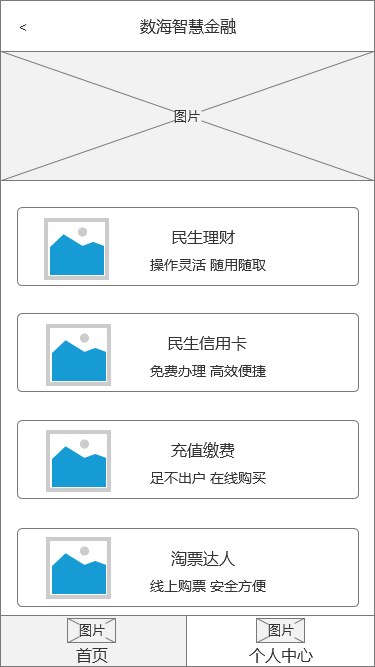 <
数海智慧金融
图片
民生理财
操作灵活 随用随取
民生信用卡
免费办理 高效便捷
充值缴费
足不出户 在线购买
淘票达人
线上购票 安全方便
图片
首页
图片
个人中心